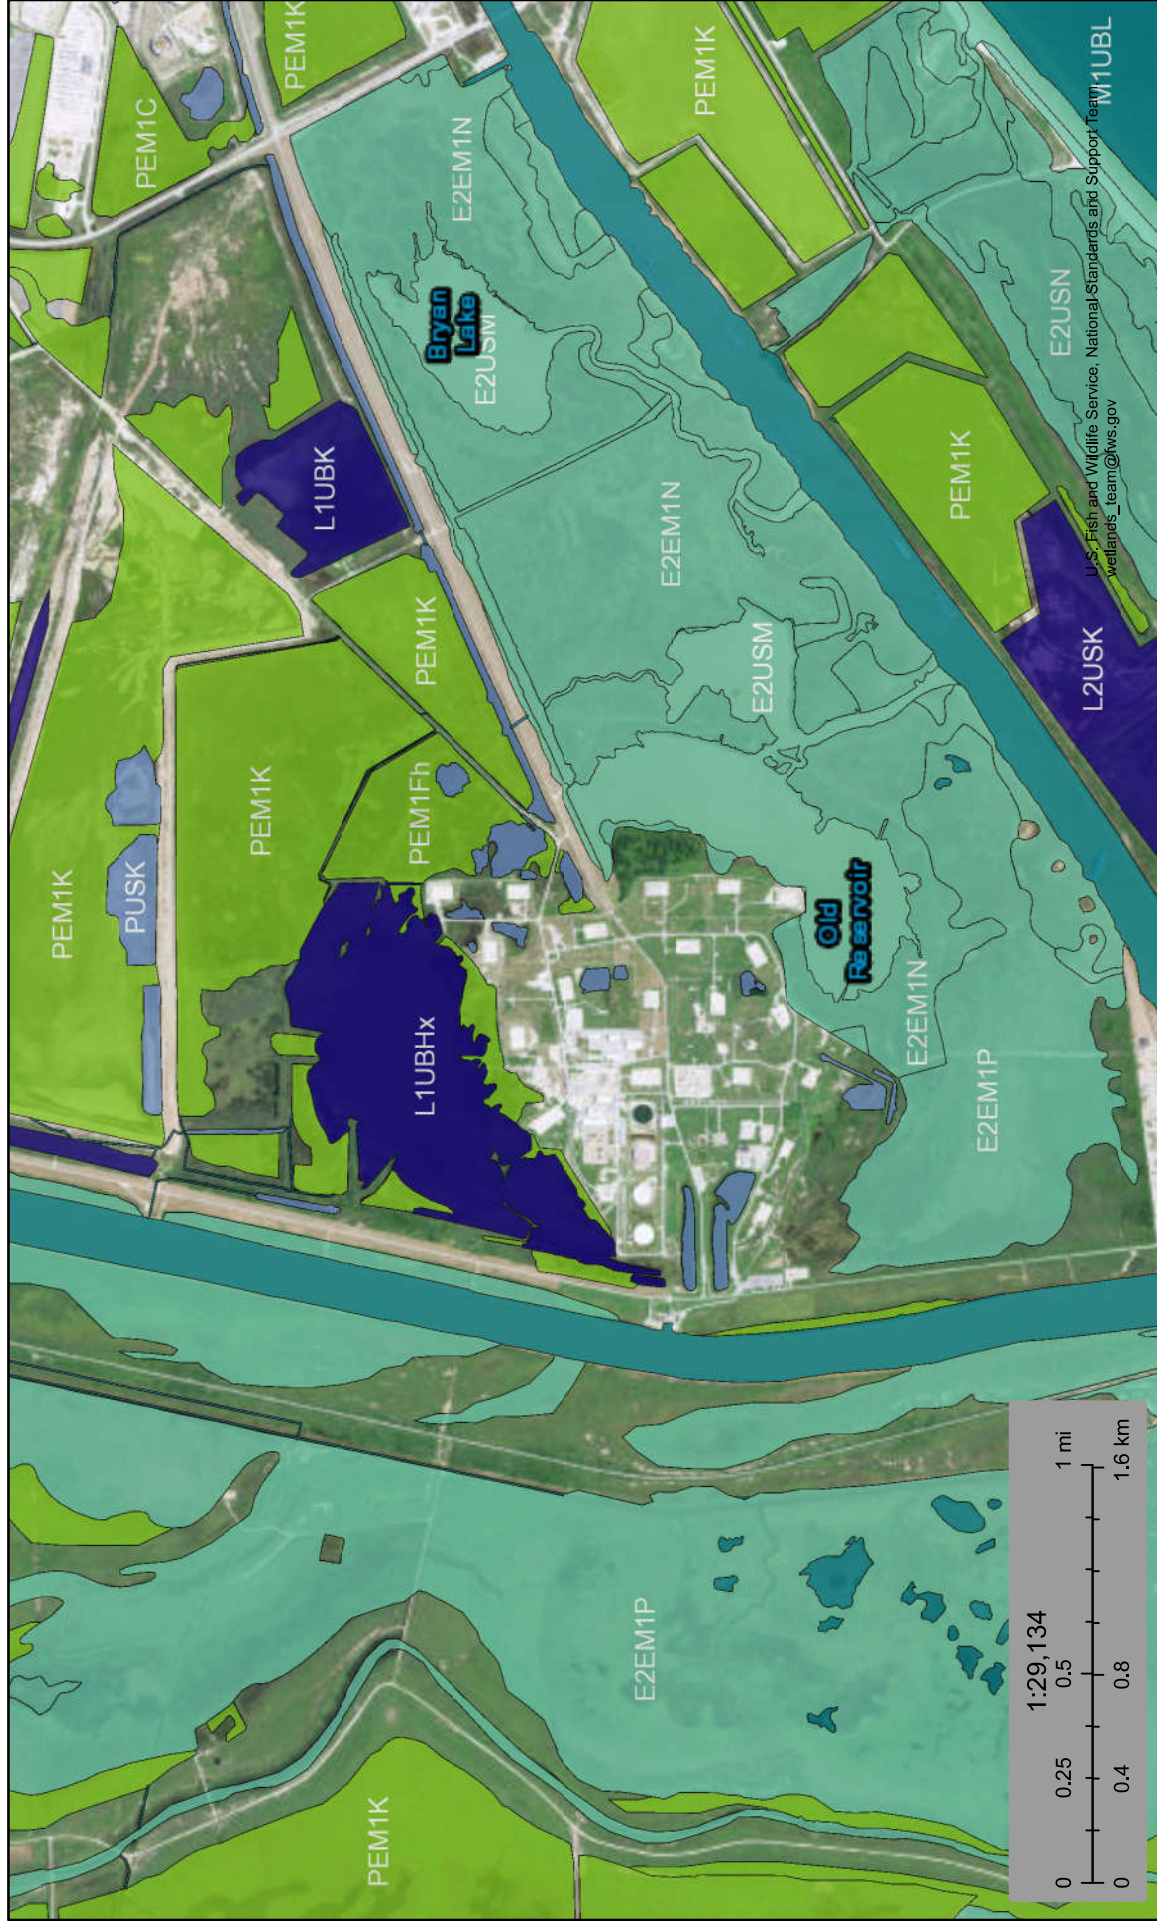 PEM1K
PEM1C
PEM1K
E2EM1N
M1UBL
Bryan
Lake
E2USM
E2USN
L1UBK
PEM1K
E2EM1N
PEM1K
U.S. Fish and Wildlife Service, National Standards and Support Team,
wetlands_team@fws.gov
E2USM
L2USK
PEM1K
PEM1Fh
PEM1K
PUSK
Old
Reservoir
E2EM1N
L1UBHx
E2EM1P
E2EM1P
PEM1K
1:29,134
0 0.25 0.5 1 mi
0 0.4 0.8 1.6 km